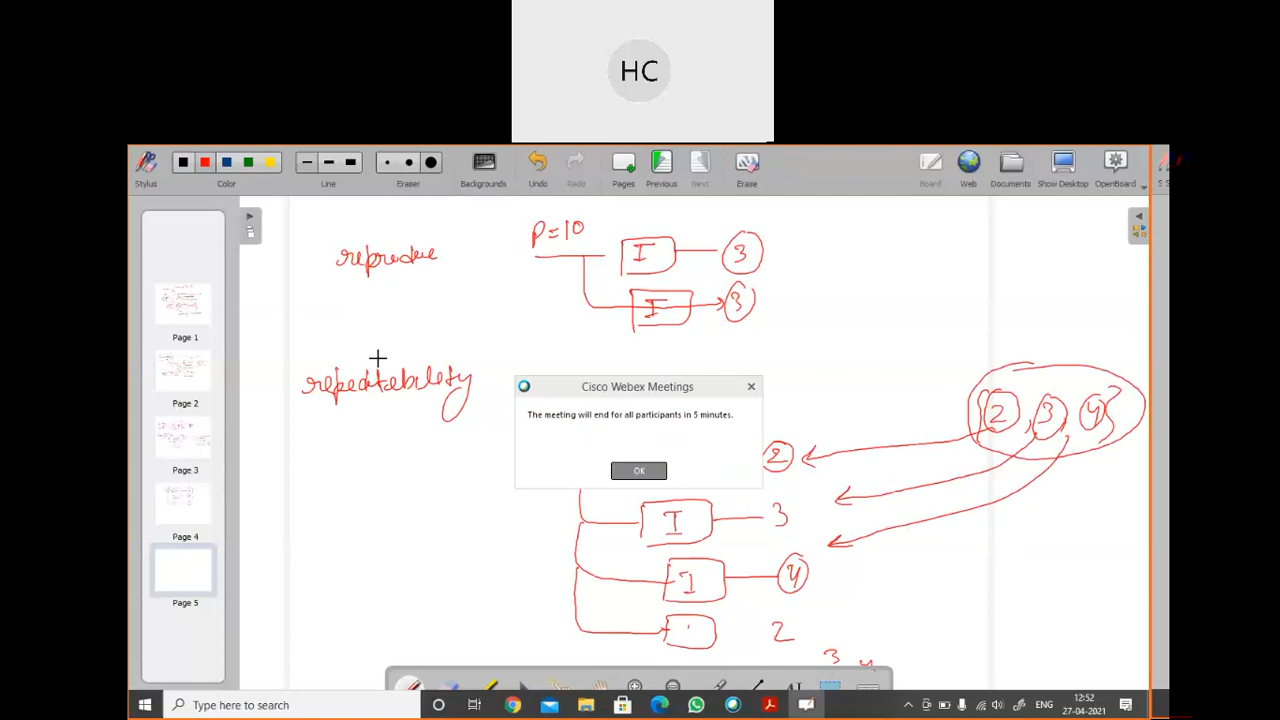 HC
Stylus
Color
Line
Eraser
Backgrounds
Undo
Redo
Pages
Previous
Next
Erase
Board
Web
Documents
Show Desktop
OpenBoard
P=10
I
3
I
3
Page 1
Page 2
Page 3
Page 4
Page 5
Cisco Webex Meetings
The meeting will end for all participants in 5 minutes.
OK
{2, 3, 4}
2
I 3
I 4
2
3 4
Type here to search
ENG
12:52
27-04-2021